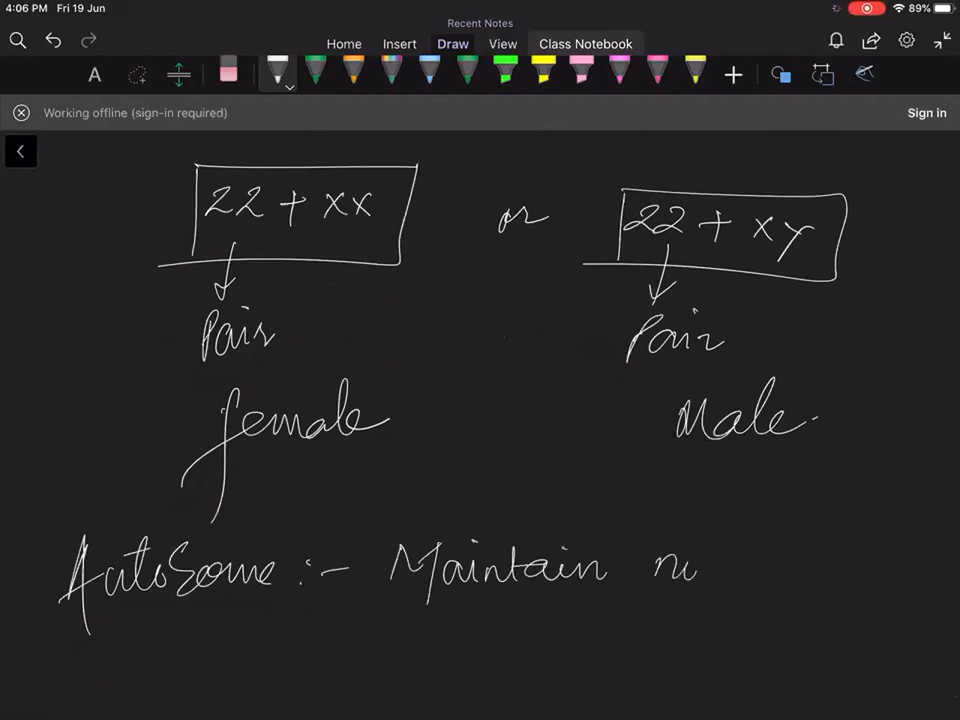 4:06 PM Fri 19 Jun 89%
Recent Notes
Home Insert Draw View Class Notebook
A
Working offline (sign-in required) Sign in
22 + xx or 22 + xy
Pair Pair
female Male
AutoSome :- Maintain